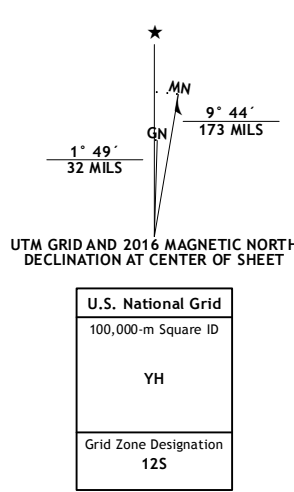 ★
MN
GN
9° 44´
173 MILS
1° 49´
32 MILS
UTM GRID AND 2016 MAGNETIC NORTH
DECLINATION AT CENTER OF SHEET
U.S. National Grid
100,000-m Square ID
YH
Grid Zone Designation
12S